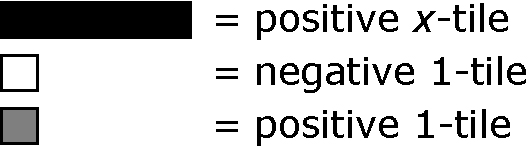 = positive x-tile
= negative 1-tile
= positive 1-tile